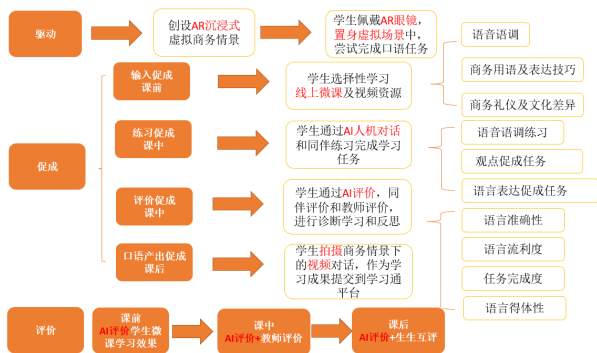 驱动
创设AR沉浸式
虚拟商务情景
学生佩戴AR眼镜，
置身虚拟场景中，
尝试完成口语任务
促成
输入促成
课前
学生选择性学习
线上微课及视频资源
语音语调
商务用语及表达技巧
商务礼仪及文化差异
练习促成
课中
学生通过AI人机对话
和同伴练习完成学习
任务
语音语调练习
观点促成任务
语言表达促成任务
评价促成
课中
学生通过AI评价，同
伴评价和教师评价，
进行诊断学习和反思
语言准确性
语言流利度
任务完成度
语言得体性
口语产出促成
课后
学生拍摄商务情景下
的视频对话，作为学
习成果提交到学习通
平台
评价
课前
AI评价学生微
课学习效果
课中
AI评价+教师评价
课后
AI评价+生生互评